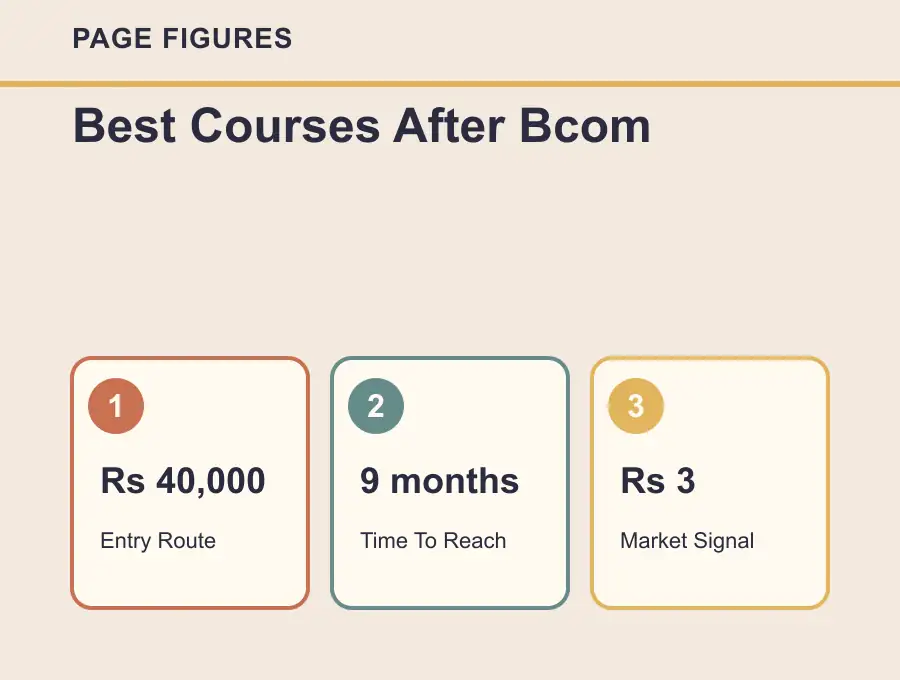 PAGE FIGURES
Best Courses After Bcom
1
Rs 40,000
Entry Route
2
9 months
Time To Reach
3
Rs 3
Market Signal